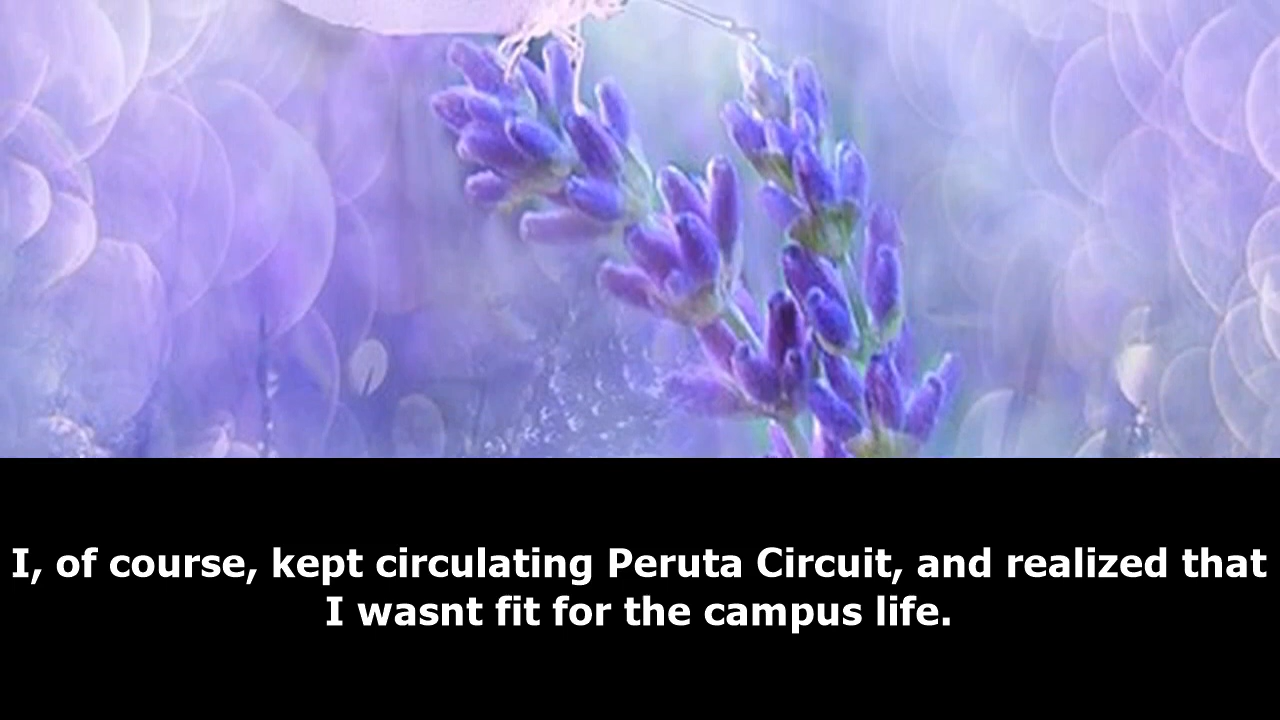 I, of course, kept circulating Peruta Circuit, and realized that
I wasnt fit for the campus life.